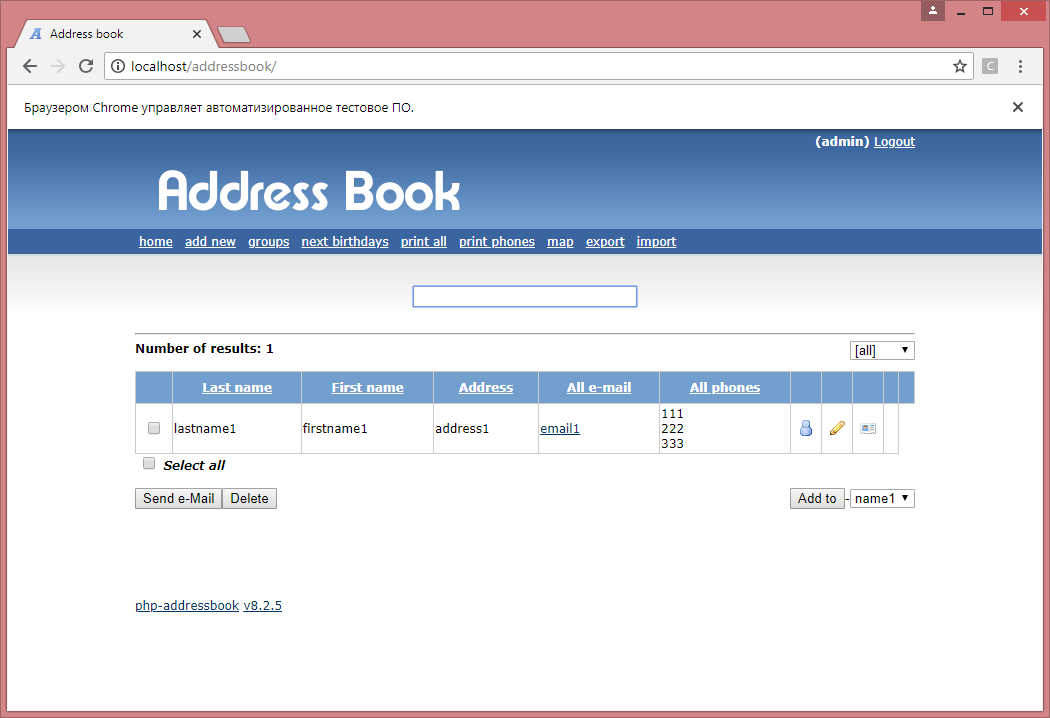 Address book
localhost/addressbook/
C
Браузером Chrome управляет автоматизированное тестовое ПО.
(admin) Logout
Address Book
home add new groups next birthdays print all print phones map export import
Number of results: 1
[all]
Last name First name Address All e-mail All phones
lastname1 firstname1 address1 email1 111
222
333
Select all
Send e-Mail Delete Add to - name1
php-addressbook v8.2.5